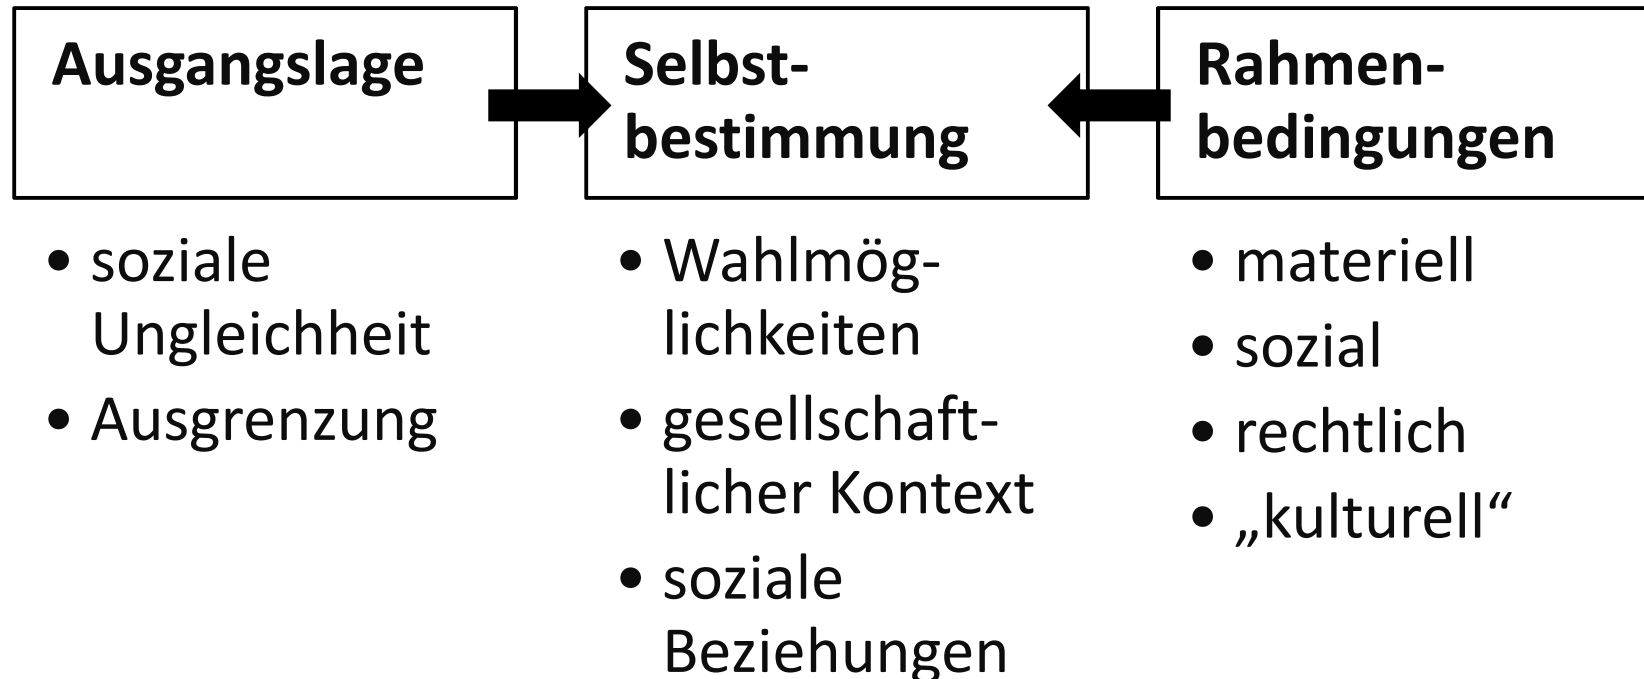 Ausgangslage
• soziale
Ungleichheit
• Ausgrenzung
Selbst-
bestimmung
• Wahlmög-
lichkeiten
• gesellschaft-
licher Kontext
• soziale
Beziehungen
Rahmen-
bedingungen
• materiell
• sozial
• rechtlich
• „kulturell“